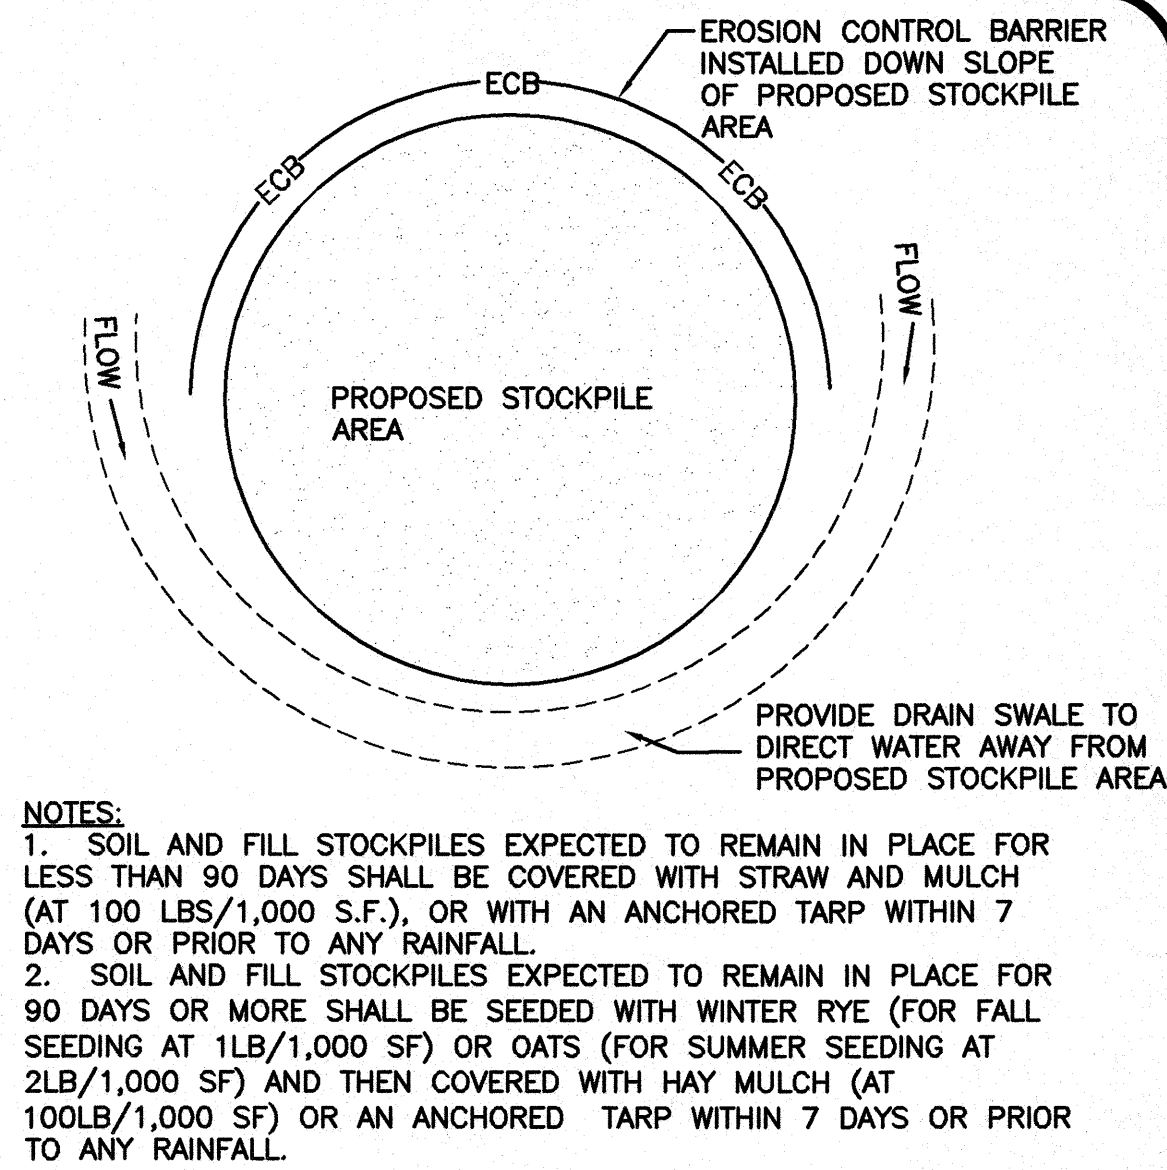 EROSION CONTROL BARRIER
INSTALLED DOWN SLOPE
OF PROPOSED STOCKPILE
AREA
ECB
ECB
ECB
FLOW
FLOW
PROPOSED STOCKPILE
AREA
PROVIDE DRAIN SWALE TO
DIRECT WATER AWAY FROM
PROPOSED STOCKPILE AREA
NOTES:
1. SOIL AND FILL STOCKPILES EXPECTED TO REMAIN IN PLACE FOR
LESS THAN 90 DAYS SHALL BE COVERED WITH STRAW AND MULCH
(AT 100 LBS/1,000 S.F.), OR WITH AN ANCHORED TARP WITHIN 7
DAYS OR PRIOR TO ANY RAINFALL.
2. SOIL AND FILL STOCKPILES EXPECTED TO REMAIN IN PLACE FOR
90 DAYS OR MORE SHALL BE SEEDED WITH WINTER RYE (FOR FALL
SEEDING AT 1LB/1,000 SF) OR OATS (FOR SUMMER SEEDING AT
2LB/1,000 SF) AND THEN COVERED WITH HAY MULCH (AT
100LB/1,000 SF) OR AN ANCHORED TARP WITHIN 7 DAYS OR PRIOR
TO ANY RAINFALL.